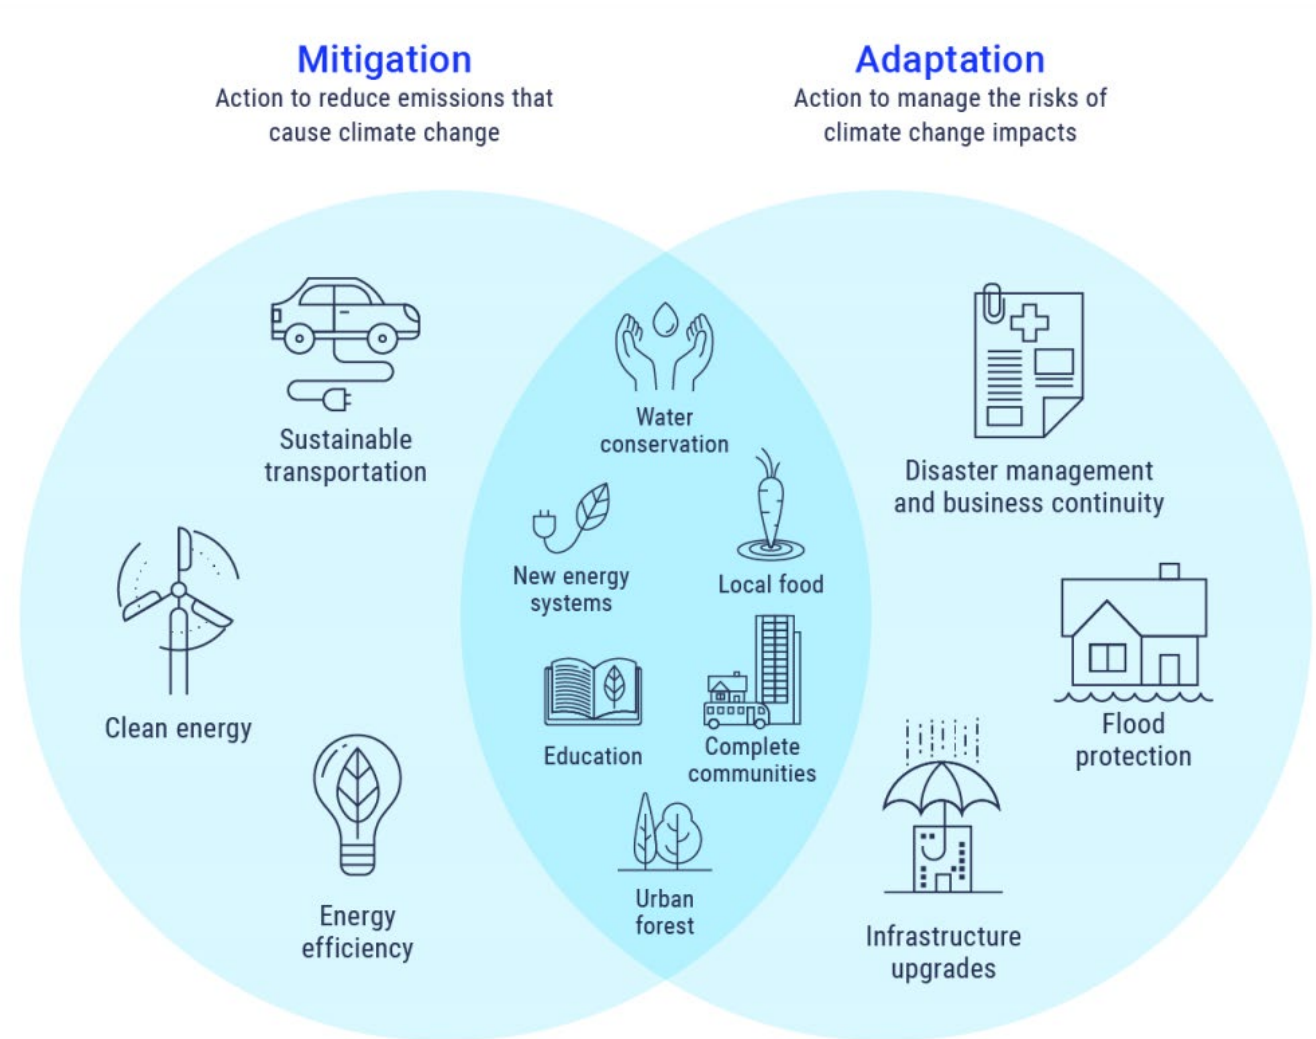 Mitigation
Action to reduce emissions that
cause climate change
Adaptation
Action to manage the risks of
climate change impacts
Sustainable
transportation
Clean energy
Energy
efficiency
Water
conservation
New energy
systems
Local food
Education
Complete
communities
Urban
forest
Disaster management
and business continuity
Flood
protection
Infrastructure
upgrades